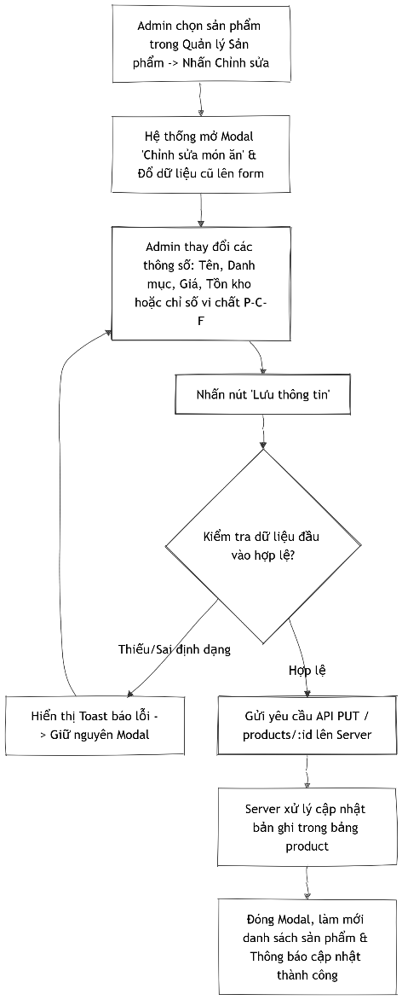 Admin chọn sản phẩm
trong Quản lý Sản
phẩm -> Nhấn Chỉnh sửa
Hệ thống mở Modal
'Chỉnh sửa món ăn' &
Đổ dữ liệu cũ lên form
Admin thay đổi các
thông số: Tên, Danh
mục, Giá, Tồn kho
hoặc chỉ số vi chất P-C-
F
Nhấn nút 'Lưu thông tin'
Kiểm tra dữ liệu đầu
vào hợp lệ?
Thiếu/Sai định dạng
Hợp lệ
Hiển thị Toast báo lỗi -
> Giữ nguyên Modal
Gửi yêu cầu API PUT /
products/:id lên Server
Server xử lý cập nhật
bản ghi trong bảng
product
Đóng Modal, làm mới
danh sách sản phẩm &
Thông báo cập nhật
thành công